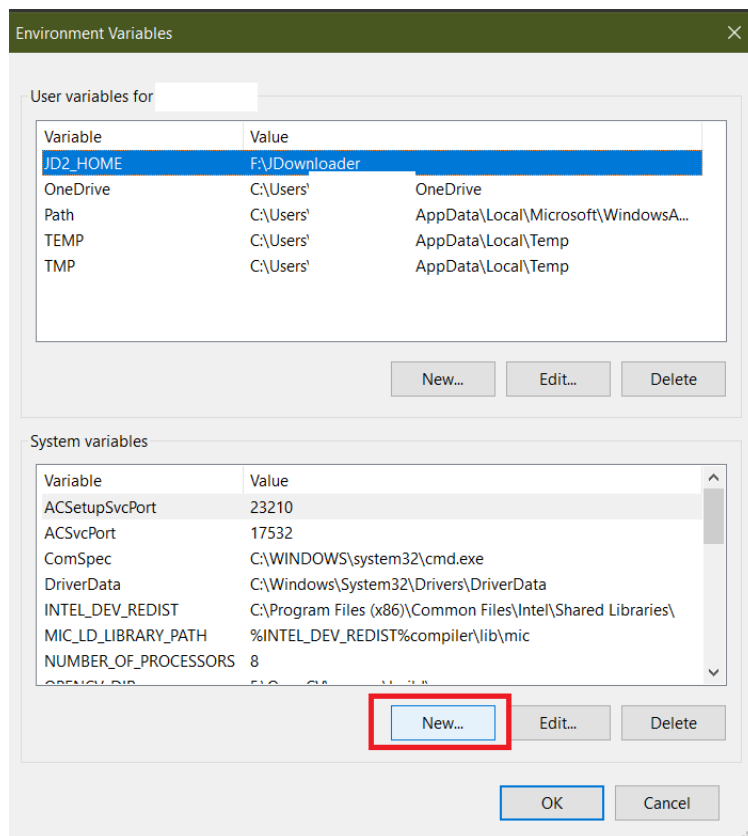 Environment Variables
User variables for
Variable Value
JD2_HOME F:\JDownloader
OneDrive C:\Users\ OneDrive
Path C:\Users\ AppData\Local\Microsoft\WindowsA...
TEMP C:\Users\ AppData\Local\Temp
TMP C:\Users\ AppData\Local\Temp
New... Edit... Delete
System variables
Variable Value
ACSetupSvcPort 23210
ACSvcPort 17532
ComSpec C:\WINDOWS\system32\cmd.exe
DriverData C:\Windows\System32\Drivers\DriverData
INTEL_DEV_REDIST C:\Program Files (x86)\Common Files\Intel\Shared Libraries\
MIC_LD_LIBRARY_PATH %INTEL_DEV_REDIST%compiler\lib\mic
NUMBER_OF_PROCESSORS 8
New... Edit... Delete
OK Cancel